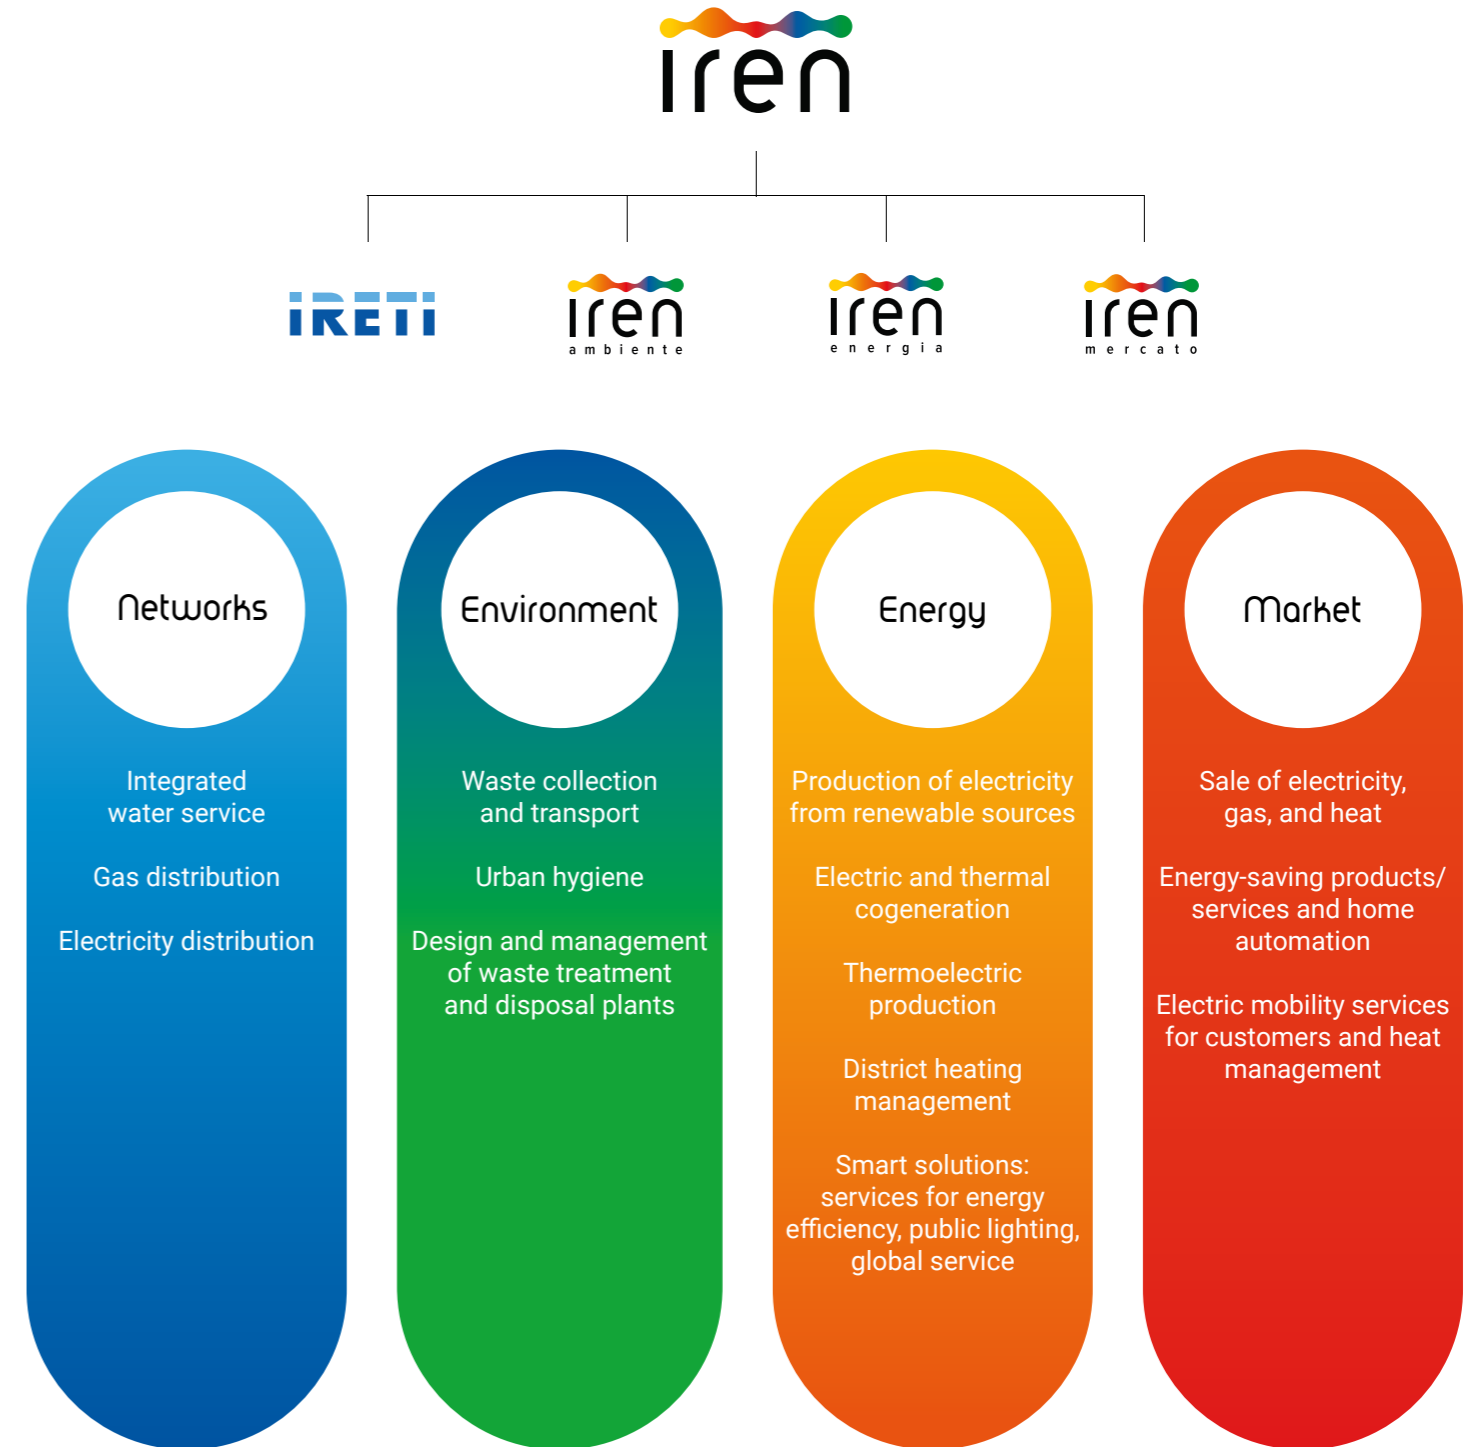 iren
IRETI
iren
ambiente
iren
energia
iren
mercato
Networks
Integrated
water service
Gas distribution
Electricity distribution
Environment
Waste collection
and transport
Urban hygiene
Design and management
of waste treatment
and disposal plants
Energy
Production of electricity
from renewable sources
Electric and thermal
cogeneration
Thermoelectric
production
District heating
management
Smart solutions:
services for energy
efficiency, public lighting,
global service
Market
Sale of electricity,
gas, and heat
Energy-saving products/
services and home
automation
Electric mobility services
for customers and heat
management